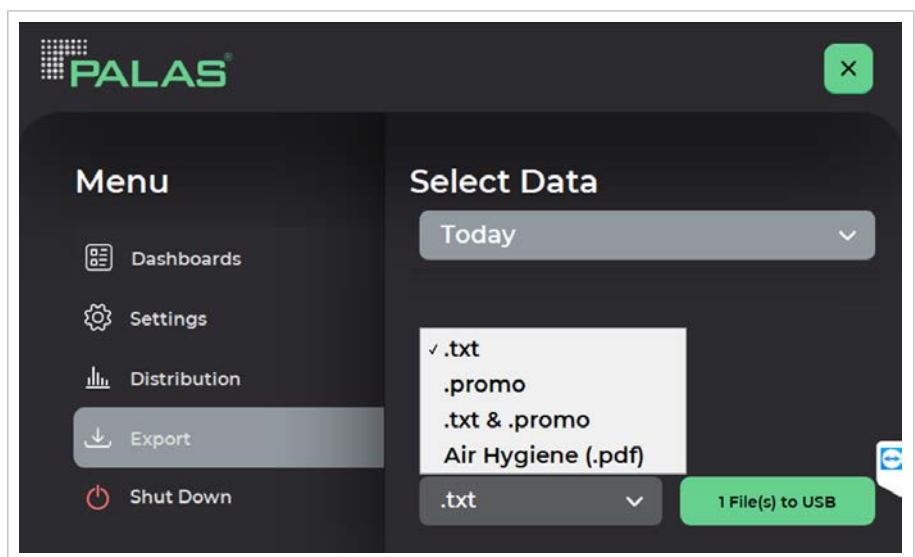 PALAS®
Menu
Dashboards
Settings
Distribution
Export
Shut Down
Select Data
Today
✓ .txt
.promo
.txt & .promo
Air Hygiene (.pdf)
.txt
1 File(s) to USB